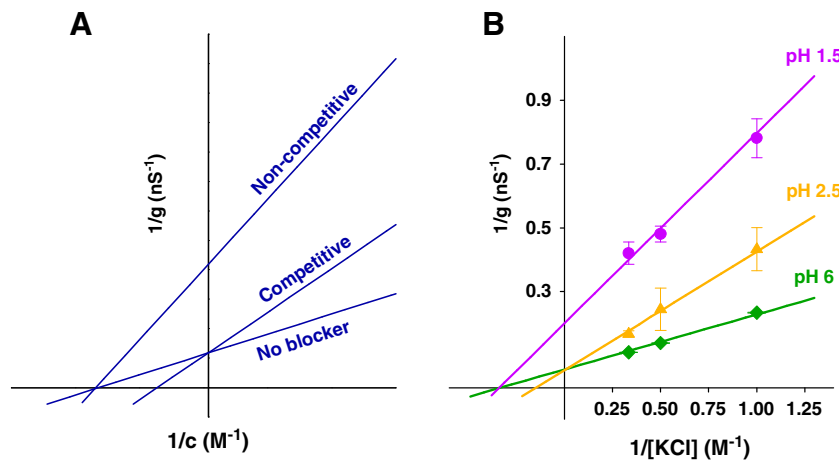 A
1/g (nS⁻¹)
Non-competitive
Competitive
No blocker
1/c (M⁻¹)
B
pH 1.5
0.9
1/g (nS⁻¹)
0.7
pH 2.5
0.5
pH 6
0.3
0.25 0.50 0.75 1.00 1.25
1/[KCl] (M⁻¹)